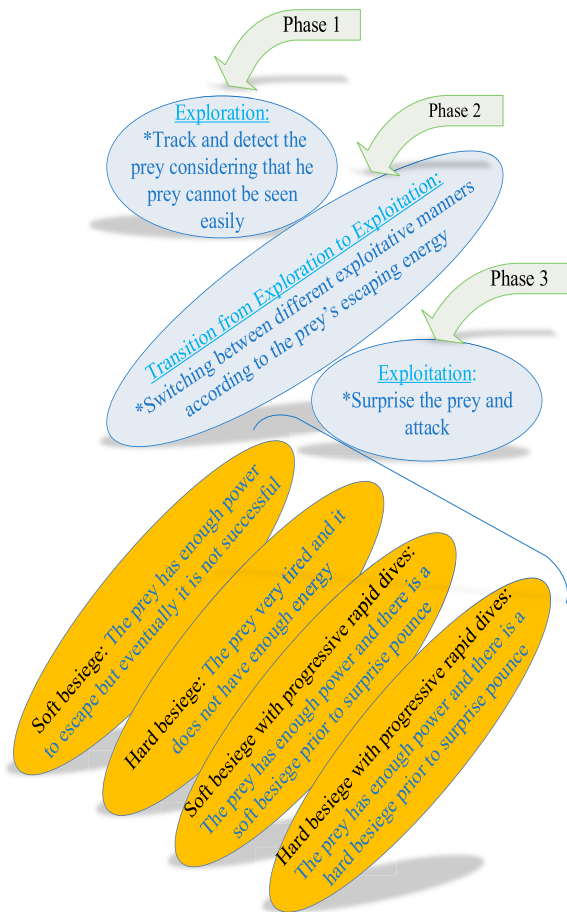 Phase 1
Exploration:
*Track and detect the
prey considering that he
prey cannot be seen
easily
Phase 2
Transition from Exploration to Exploitation:
*Switching between different exploitative manners
according to the prey's escaping energy
Phase 3
Exploitation:
*Surprise the prey and
attack
Soft besiege: The prey has enough power
to escape but eventually it is not successful
Hard besiege: The prey very tired and it
does not have enough energy
Soft besiege with progressive rapid dives:
The prey has enough power and there is a
soft besiege prior to surprise pounce
Hard besiege with progressive rapid dives:
The prey has enough power and there is a
hard besiege prior to surprise pounce